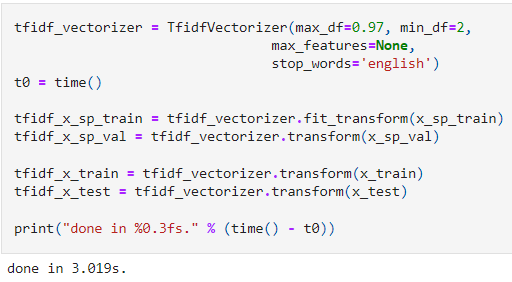 tfidf_vectorizer = TfidfVectorizer(max_df=0.97, min_df=2,
                                max_features=None,
                                stop_words='english')
t0 = time()
tfidf_x_sp_train = tfidf_vectorizer.fit_transform(x_sp_train)
tfidf_x_sp_val = tfidf_vectorizer.transform(x_sp_val)
tfidf_x_train = tfidf_vectorizer.transform(x_train)
tfidf_x_test = tfidf_vectorizer.transform(x_test)
print("done in %0.3fs." % (time() - t0))
done in 3.019s.